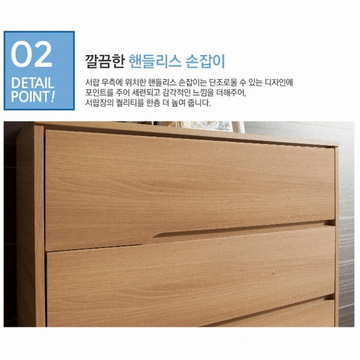 02
DETAIL
POINT!
깔끔한 핸들리스 손잡이
서랍 우측에 위치한 핸들리스 손잡이는 단조로울 수 있는 디자인에
포인트를 주어 세련되고 감각적인 느낌을 더해주어,
서랍장의 퀄리티를 한층 더 높여 줍니다.